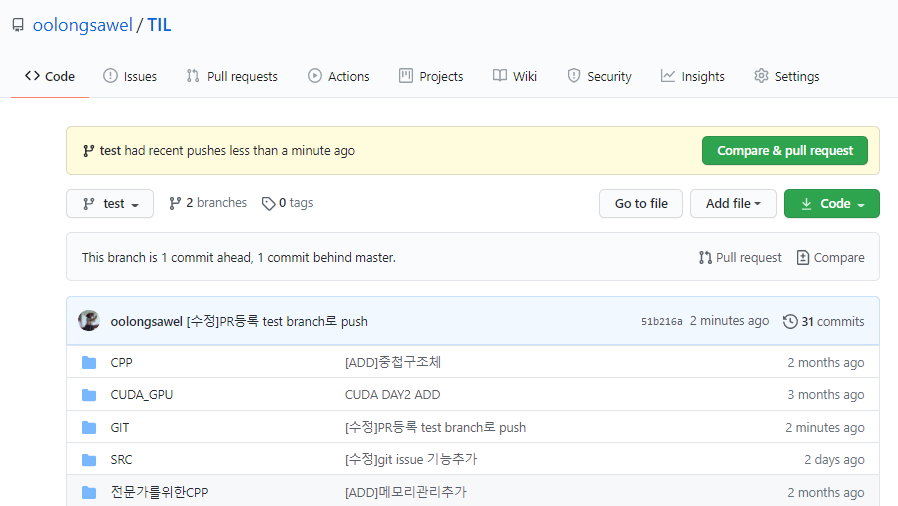 oolongsawel / TIL
Code Issues Pull requests Actions Projects Wiki Security Insights Settings
test had recent pushes less than a minute ago Compare & pull request
test 2 branches 0 tags Go to file Add file Code
This branch is 1 commit ahead, 1 commit behind master. Pull request Compare
oolongsawel [수정]PR등록 test branch로 push 51b216a 2 minutes ago 31 commits
CPP [ADD]중첩구조체 2 months ago
CUDA_GPU CUDA DAY2 ADD 3 months ago
GIT [수정]PR등록 test branch로 push 2 minutes ago
SRC [수정]git issue 기능추가 2 days ago
전문가를위한CPP [ADD]메모리관리추가 2 months ago